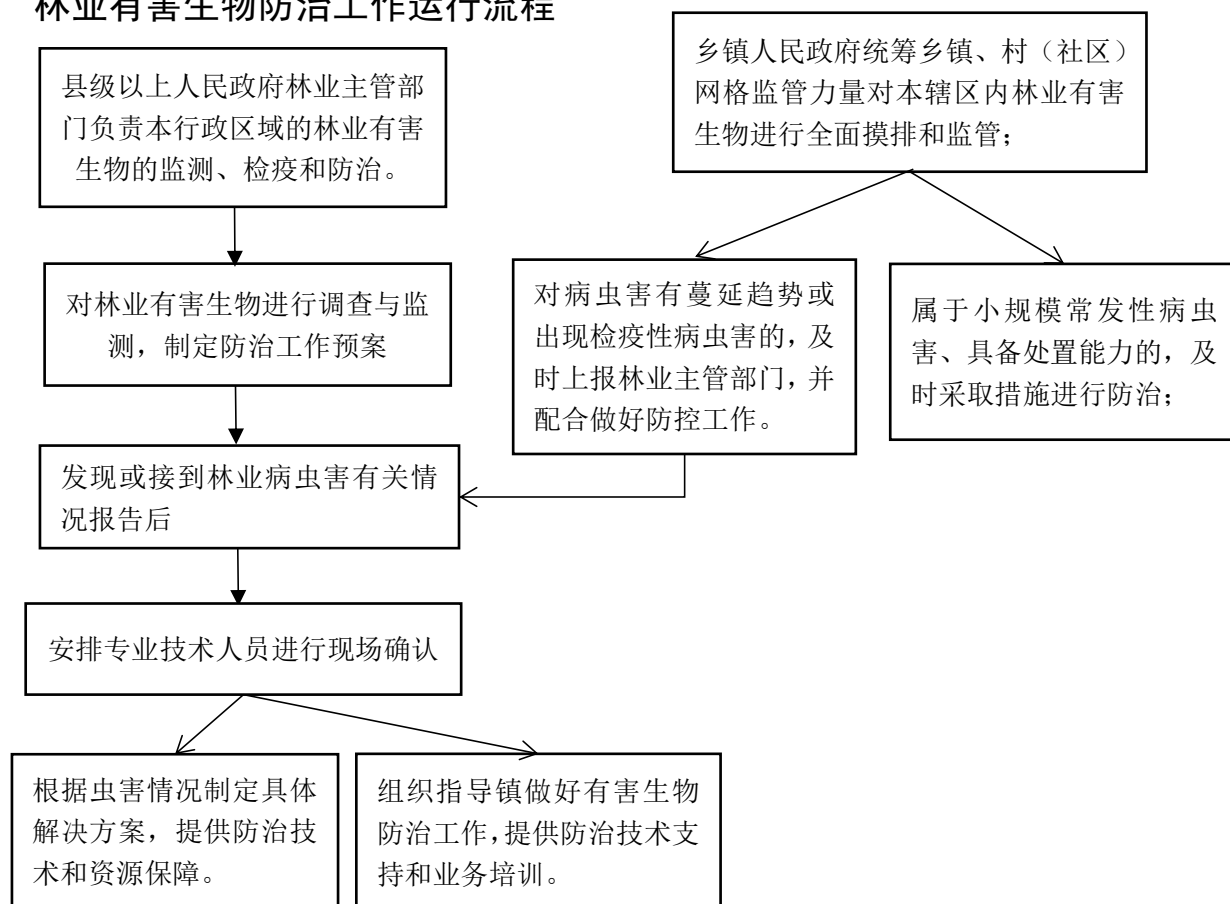 林业有害生物防治工作运行流程
县级以上人民政府林业主管部
门负责本行政区域的林业有害
生物的监测、检疫和防治。
乡镇人民政府统筹乡镇、村（社区）
网格监管力量对本辖区内林业有害
生物进行全面摸排和监管；
对林业有害生物进行调查与监
测，制定防治工作预案
对病虫害有蔓延趋势或
出现检疫性病虫害的，及
时上报林业主管部门，并
配合做好防控工作。
属于小规模常发性病虫
害、具备处置能力的，及
时采取措施进行防治；
发现或接到林业病虫害有关情
况报告后
安排专业技术人员进行现场确认
根据虫害情况制定具体
解决方案，提供防治技
术和资源保障。
组织指导镇做好有害生物
防治工作，提供防治技术支
持和业务培训。